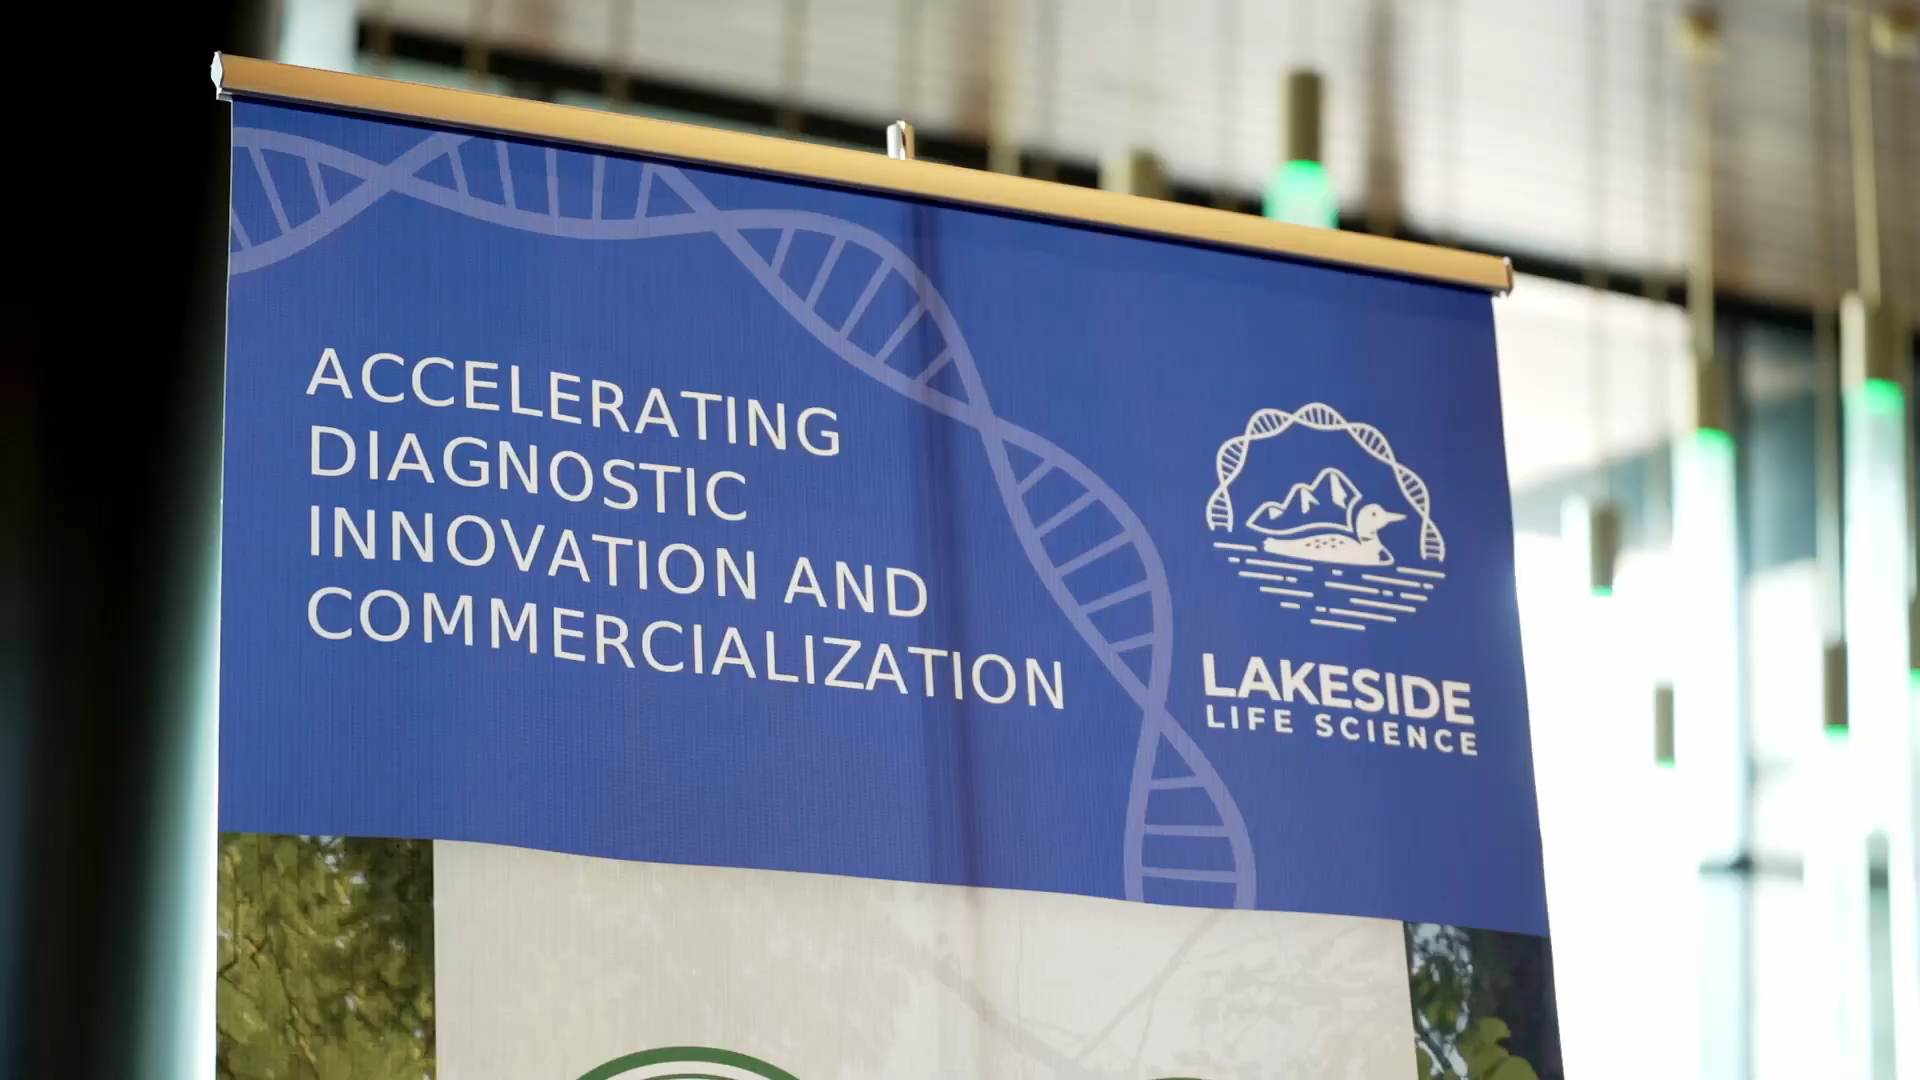 ACCELERATING
DIAGNOSTIC
INNOVATION AND
COMMERCIALIZATION
LAKESIDE
LIFE SCIENCE